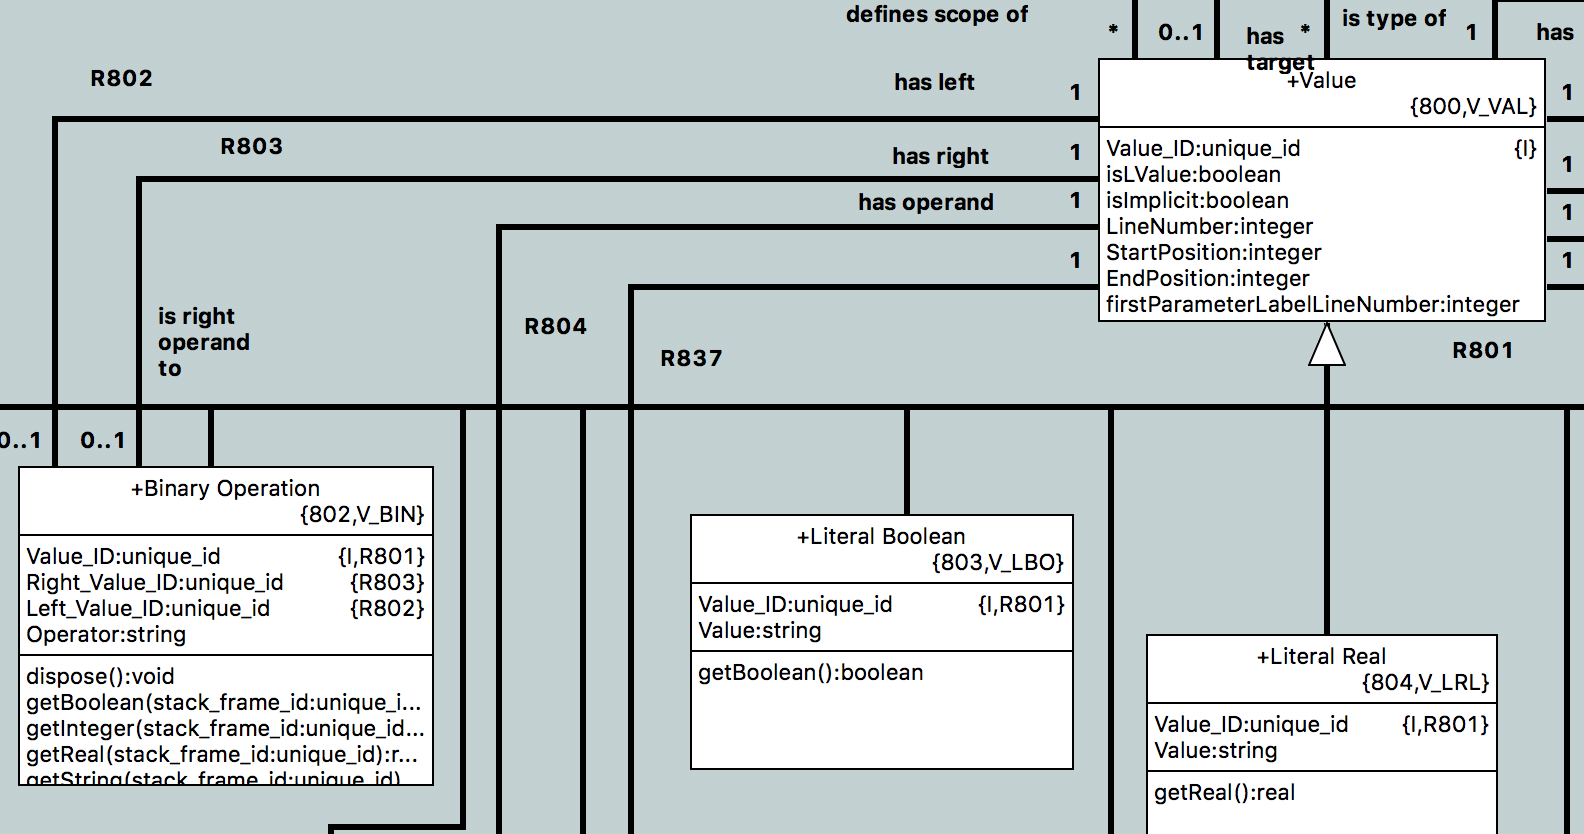 defines scope of
*
0..1
has
target
*
is type of
1
has
R802
has left
1
R803
has right
1
has operand
1
1
is right
operand
to
R804
R837
+Value
{800,V_VAL}
Value_ID:unique_id {I}
isLValue:boolean
isImplicit:boolean
LineNumber:integer
StartPosition:integer
EndPosition:integer
firstParameterLabelLineNumber:integer
1
1
1
1
R801
0..1
0..1
+Binary Operation
{802,V_BIN}
Value_ID:unique_id {I,R801}
Right_Value_ID:unique_id {R803}
Left_Value_ID:unique_id {R802}
Operator:string
dispose():void
getBoolean(stack_frame_id:unique_i...
getInteger(stack_frame_id:unique_id...
getReal(stack_frame_id:unique_id):r...
getString(stack_frame_id:unique_id)
+Literal Boolean
{803,V_LBO}
Value_ID:unique_id {I,R801}
Value:string
getBoolean():boolean
+Literal Real
{804,V_LRL}
Value_ID:unique_id {I,R801}
Value:string
getReal():real